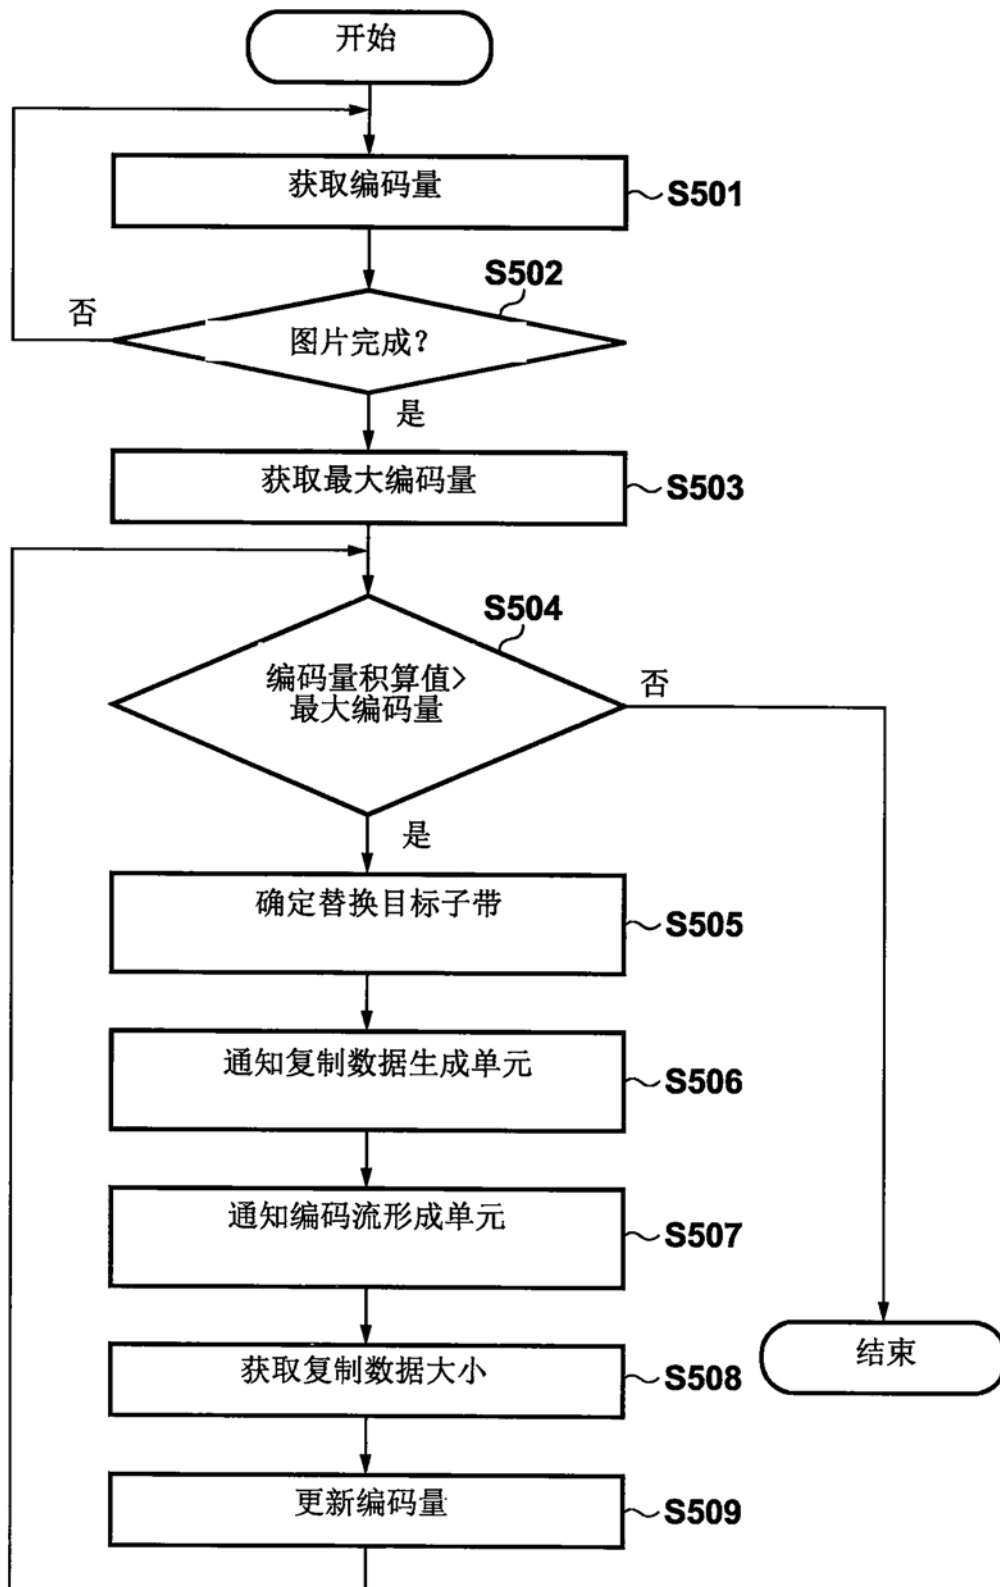 开始
获取编码量
S501
S502
图片完成?
否
是
获取最大编码量
S503
S504
编码量积算值>
最大编码量
否
是
确定替换目标子带
S505
通知复制数据生成单元
S506
通知编码流形成单元
S507
获取复制数据大小
S508
结束
更新编码量
S509